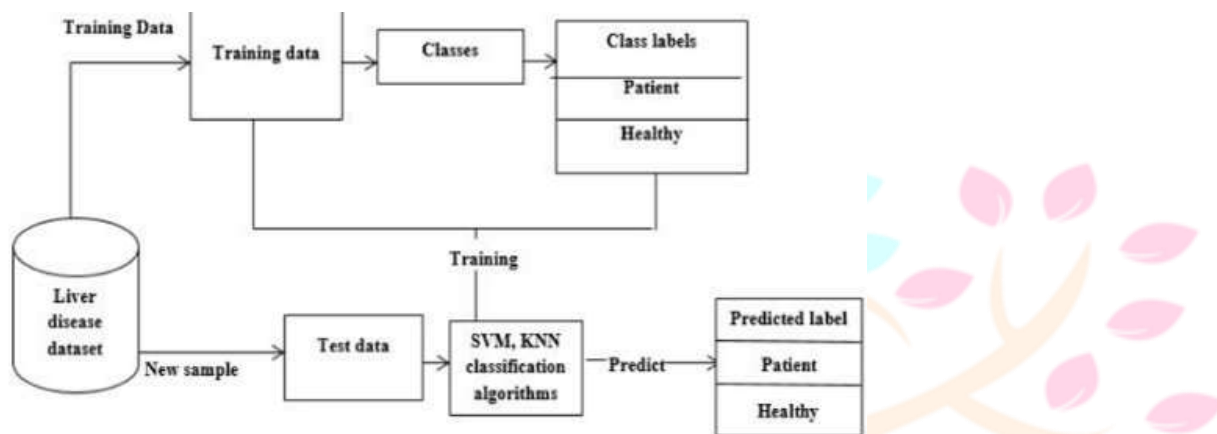 Training Data
Training data
Classes
Class labels
Patient
Healthy
Training
Liver
disease
dataset
New sample
Test data
SVM, KNN
classification
algorithms
Predict
Predicted label
Patient
Healthy